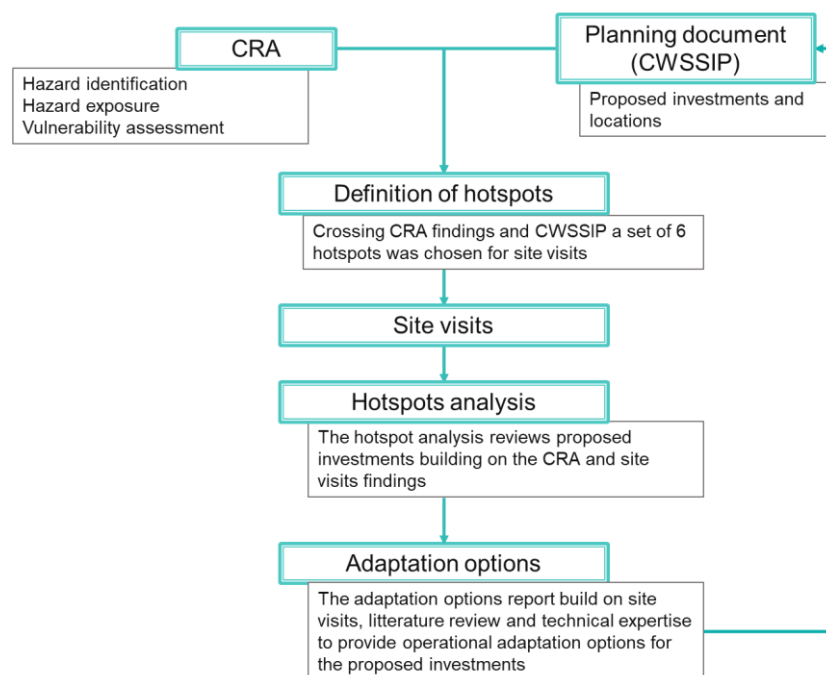 CRA
Hazard identification
Hazard exposure
Vulnerability assessment
Planning document
(CWSSIP)
Proposed investments and
locations
Definition of hotspots
Crossing CRA findings and CWSSIP a set of 6
hotspots was chosen for site visits
Site visits
Hotspots analysis
The hotspot analysis reviews proposed
investments building on the CRA and site
visits findings
Adaptation options
The adaptation options report build on site
visits, litterature review and technical expertise
to provide operational adaptation options for
the proposed investments